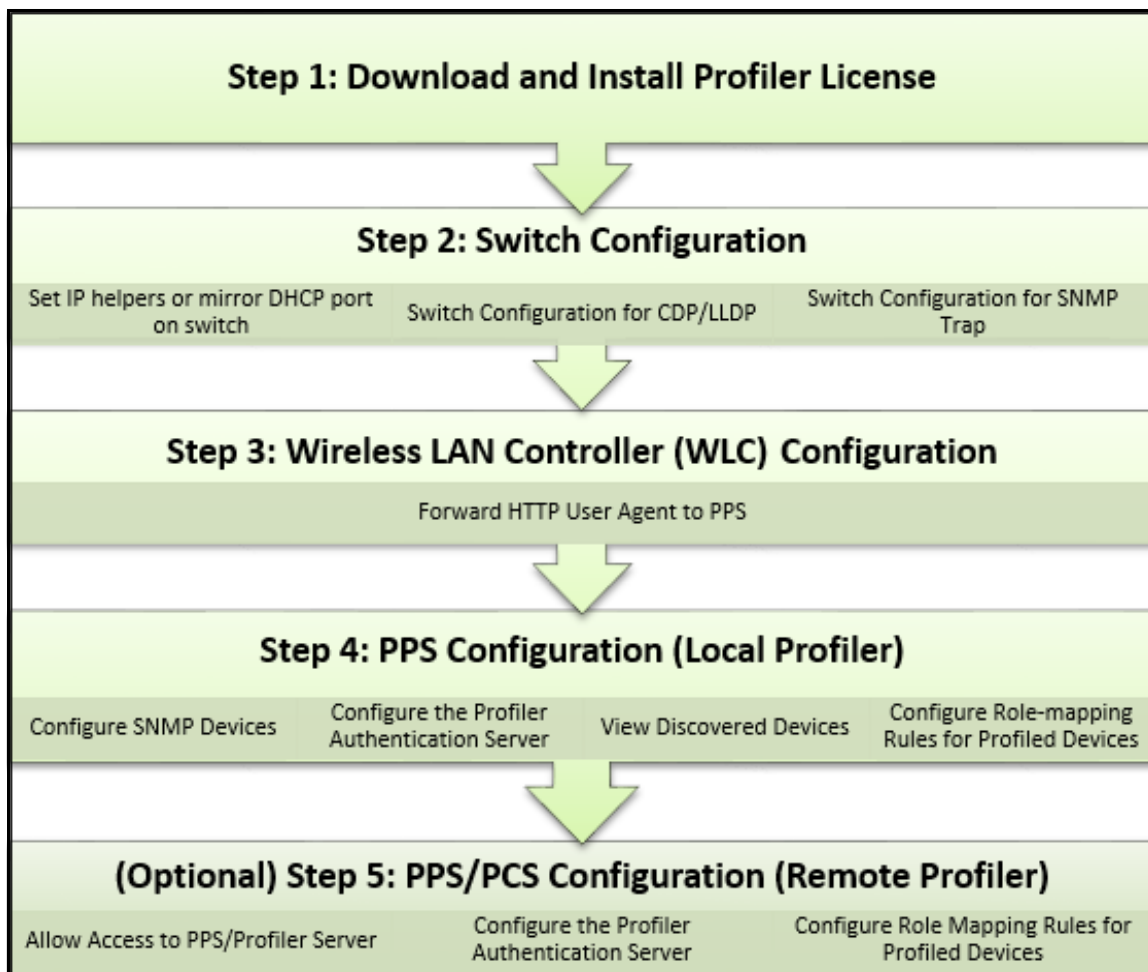 Step 1: Download and Install Profiler License
Step 2: Switch Configuration
Set IP helpers or mirror DHCP port
on switch
Switch Configuration for CDP/LLDP
Switch Configuration for SNMP
Trap
Step 3: Wireless LAN Controller (WLC) Configuration
Forward HTTP User Agent to PPS
Step 4: PPS Configuration (Local Profiler)
Configure SNMP Devices
Configure the Profiler
Authentication Server
View Discovered Devices
Configure Role-mapping
Rules for Profiled Devices
(Optional) Step 5: PPS/PCS Configuration (Remote Profiler)
Allow Access to PPS/Profiler Server
Configure the Profiler
Authentication Server
Configure Role Mapping Rules for
Profiled Devices